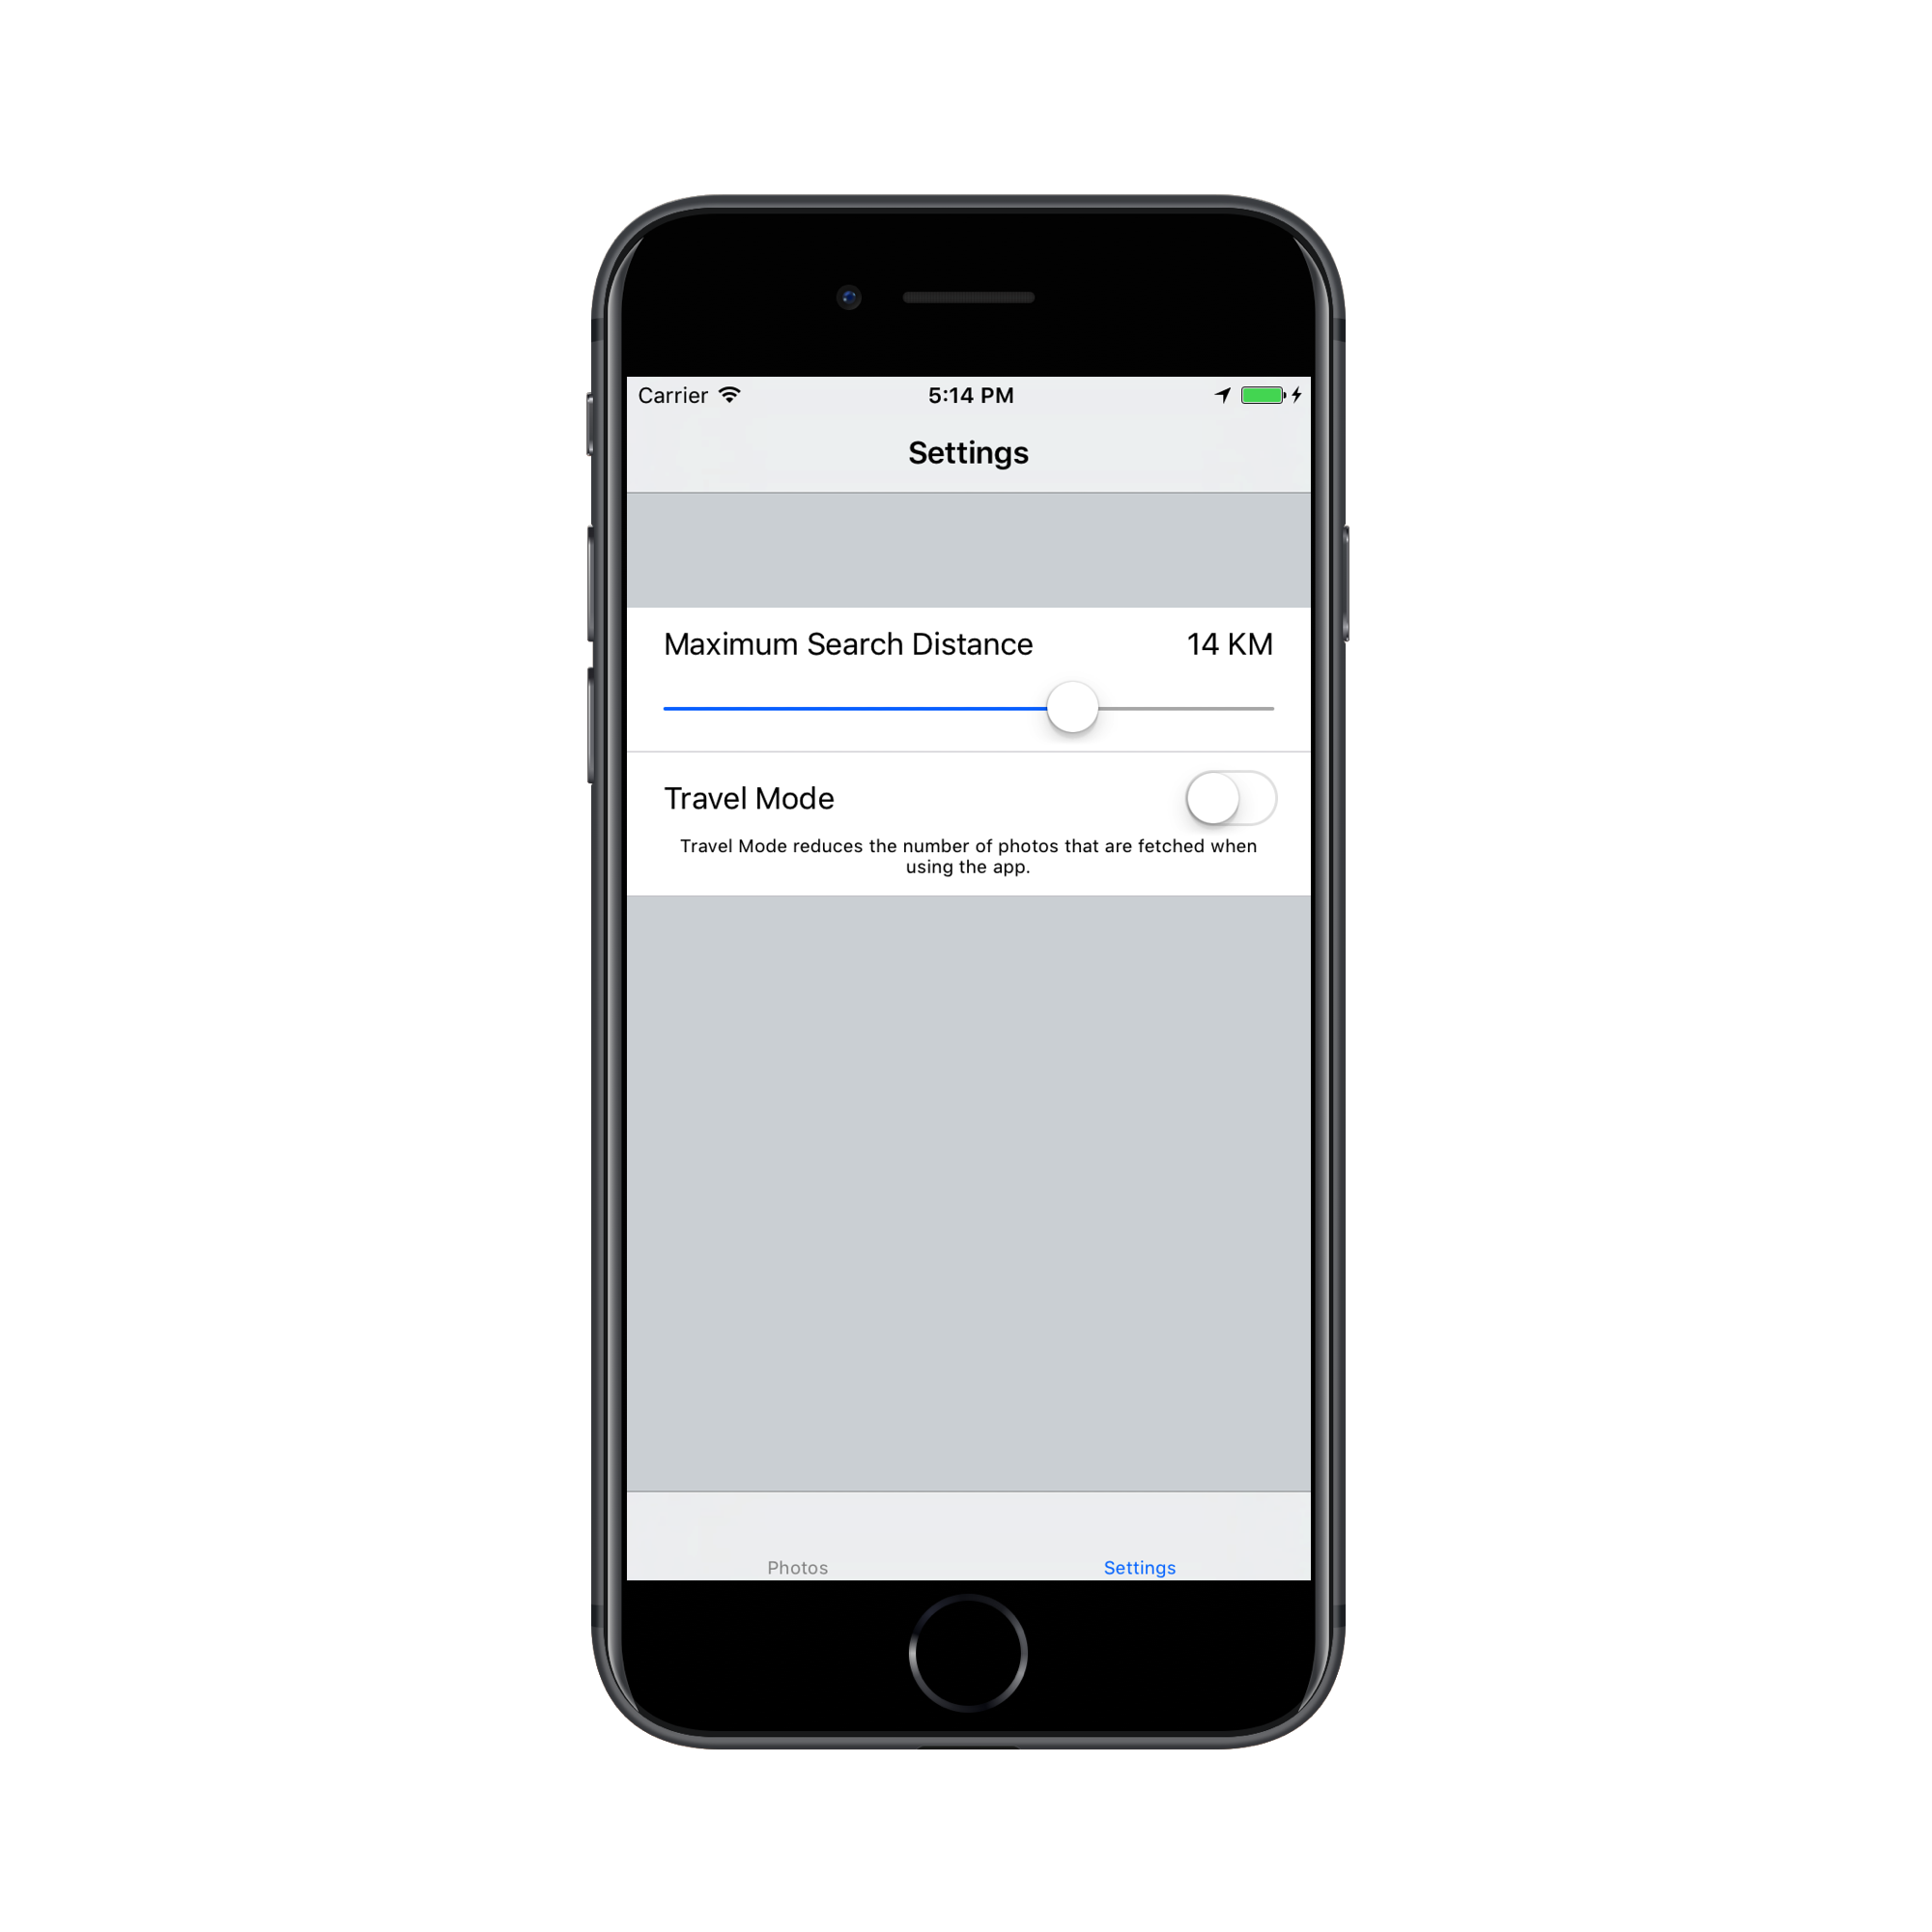 Carrier 5:14 PM
Settings
Maximum Search Distance 14 KM
Travel Mode
Travel Mode reduces the number of photos that are fetched when
using the app.
Photos Settings